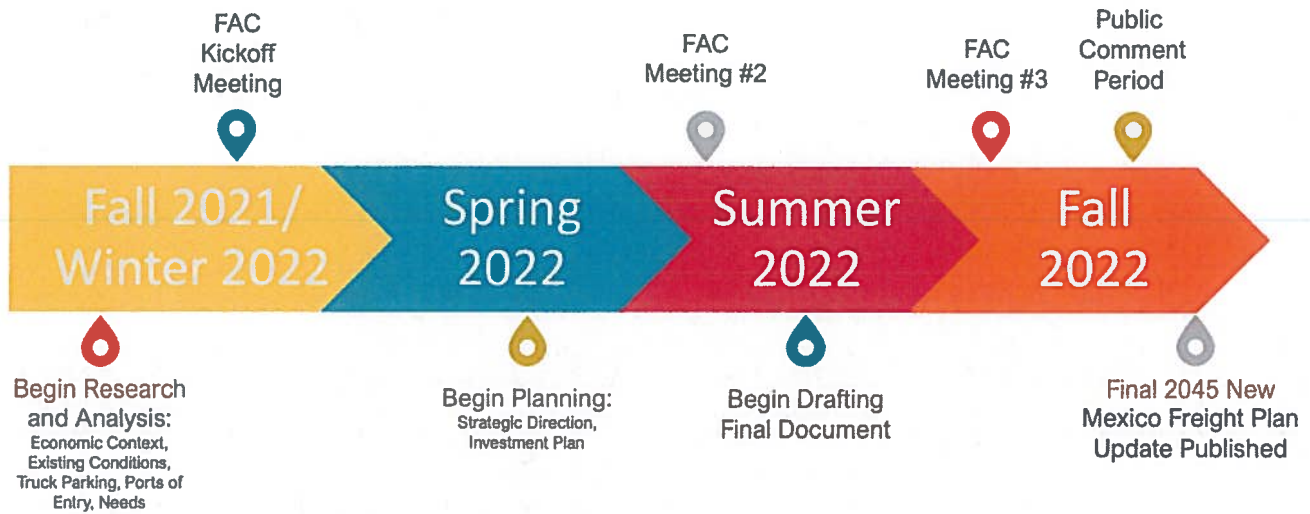 FAC
Kickoff
Meeting
FAC
Meeting #2
FAC
Meeting #3
Public
Comment
Period
Fall 2021/
Winter 2022
Spring
2022
Summer
2022
Fall
2022
Begin Research
and Analysis:
Economic Context,
Existing Conditions,
Truck Parking, Ports of
Entry, Needs
Begin Planning:
Strategic Direction,
Investment Plan
Begin Drafting
Final Document
Final 2045 New
Mexico Freight Plan
Update Published